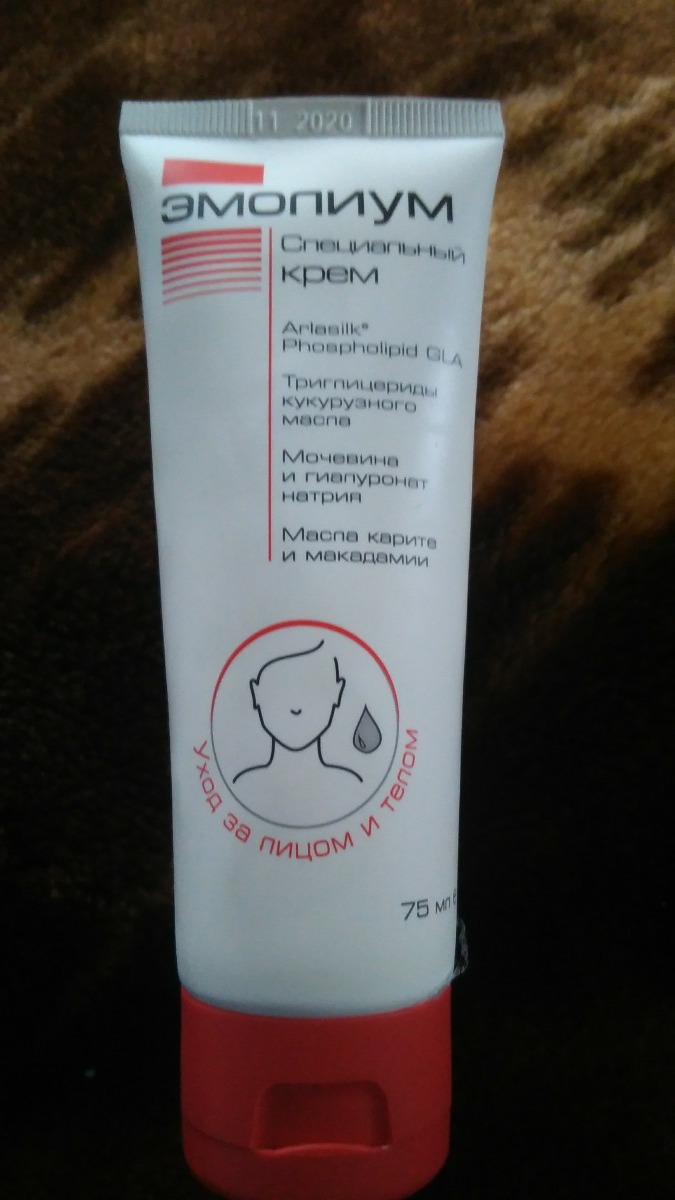 11 2020
эмолиум
Специальный
крем
Arlasilk®
Phospholipid GLA
Триглицериды
кукурузного
масла
Мочевина
и гиалуронат
натрия
Масла карите
и макадамии
Уход за лицом и телом
75 мл